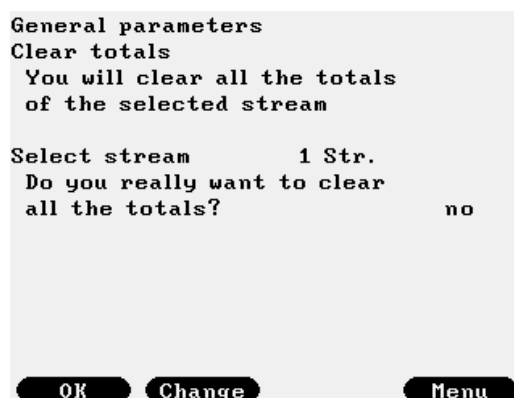 General parameters
Clear totals
You will clear all the totals
of the selected stream
Select stream 1 Str.
Do you really want to clear
all the totals? no
OK Change Menu